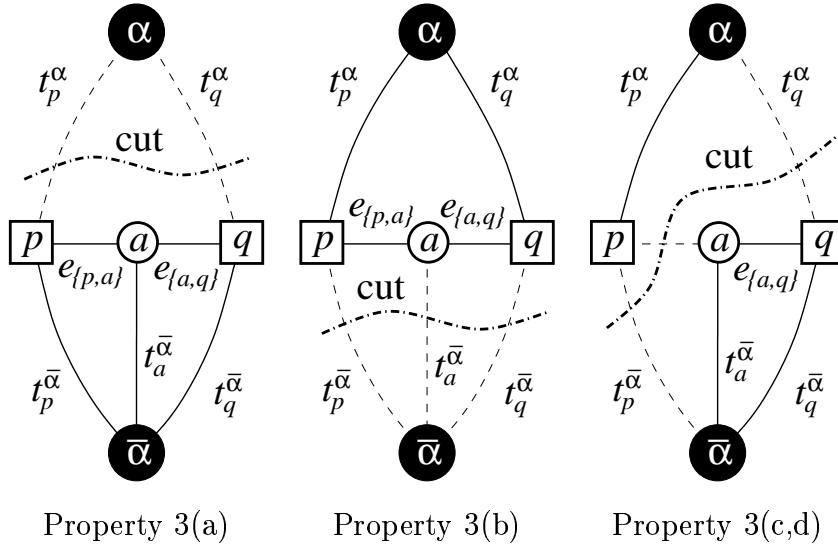 α α α
t_p^α t_q^α t_p^α t_q^α t_p^α t_q^α
cut cut
p a q p e_{p,a} a e_{a,q} q p a q
e_{p,a} e_{a,q} cut e_{a,q}
t_p^ᾱ t_a^ᾱ t_q^ᾱ t_p^ᾱ t_a^ᾱ t_q^ᾱ t_p^ᾱ t_a^ᾱ t_q^ᾱ
ᾱ ᾱ ᾱ
Property 3(a) Property 3(b) Property 3(c,d)